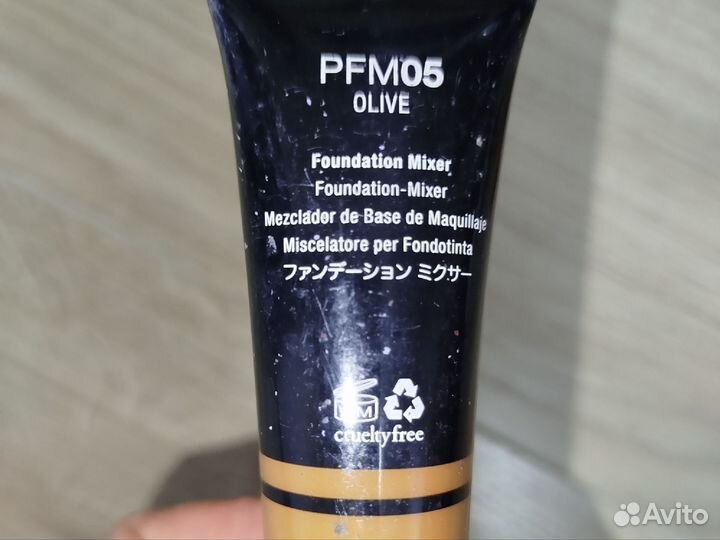 PFM05
OLIVE
Foundation Mixer
Foundation-Mixer
Mezclador de Base de Maquillaje
Miscelatore per Fondotinta
ファンデーション ミクサー
crueltyfree
Avito